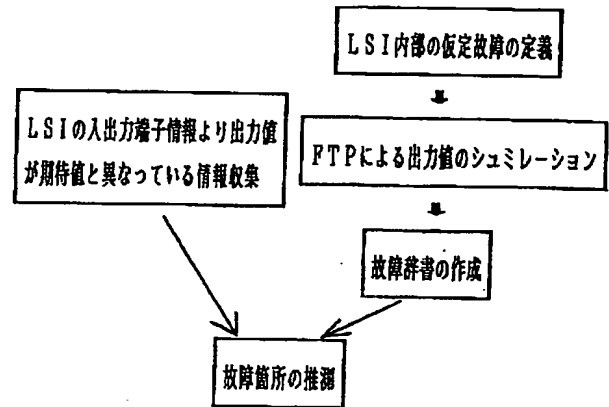 LSI内部の仮定故障の定義
LSIの入出力端子情報より出力値
が期待値と異なっている情報収集
FTPによる出力値のシュミレーション
故障辞書の作成
故障箇所の推測